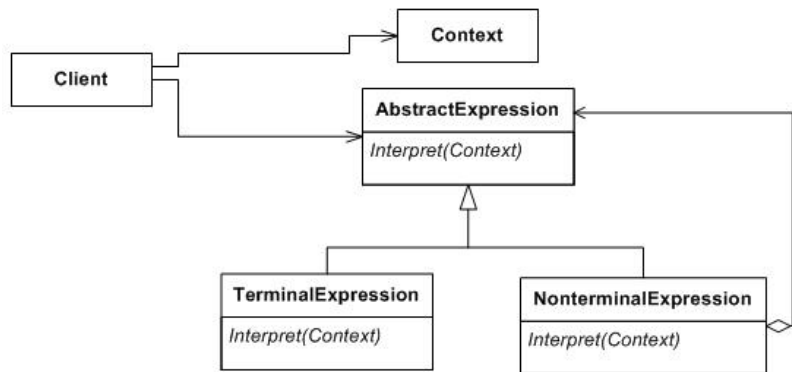 Context
Client
AbstractExpression
Interpret(Context)
TerminalExpression
NonterminalExpression
Interpret(Context)
Interpret(Context)